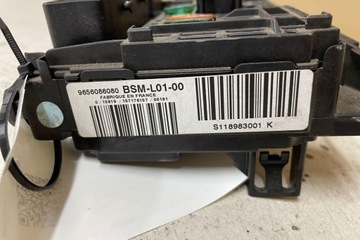 9656086080 BSM-L01-00
FABRIQUE EN FRANCE
S118983001 K